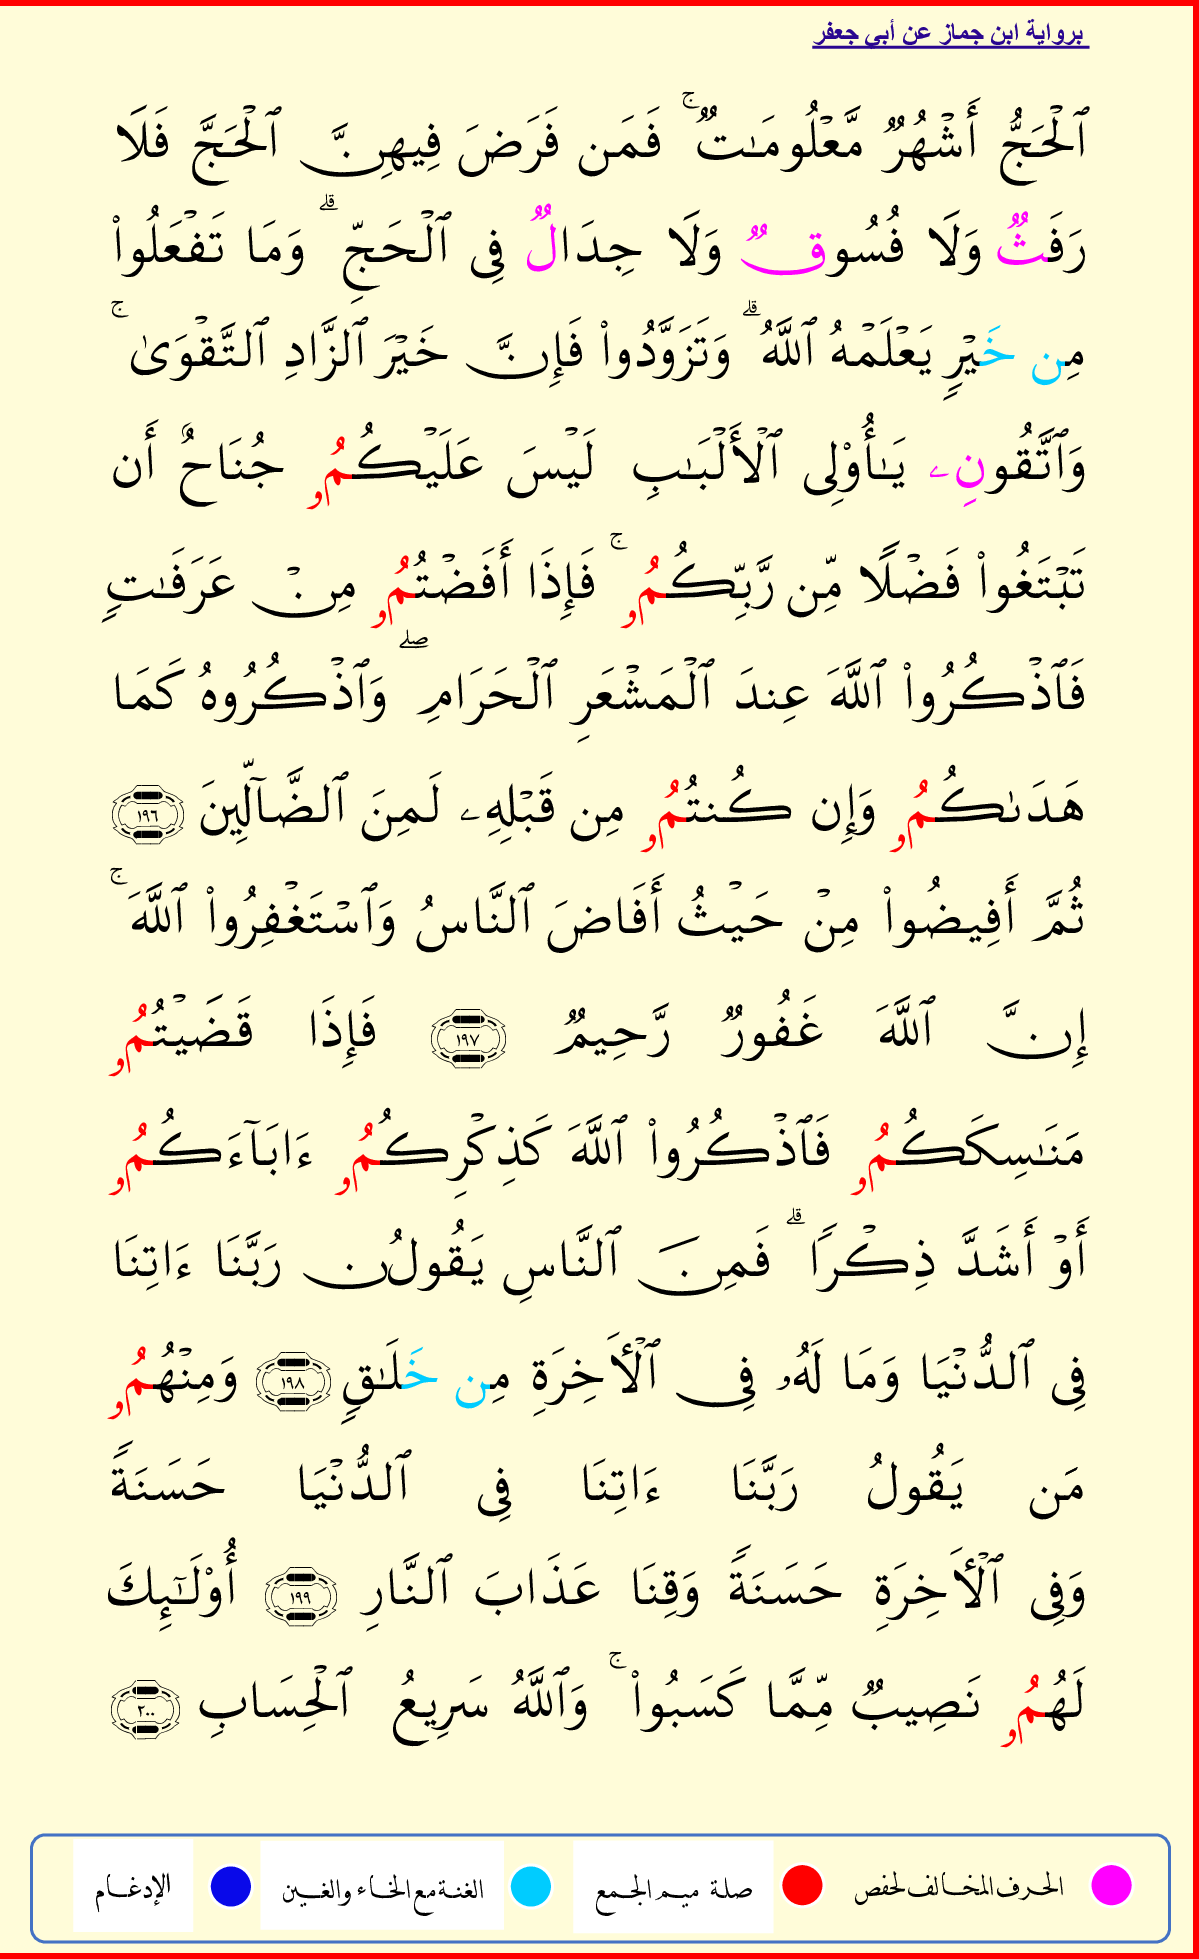 برواية ابن جماز عن أبي جعفر
ٱلْحَجُّ أَشْهُرٌ مَّعْلُومَٰتٌ ۚ فَمَن فَرَضَ فِيهِنَّ ٱلْحَجَّ فَلَا
رَفَثٌ وَلَا فُسُوقٌ وَلَا جِدَالٌ فِى ٱلْحَجِّ ۗ وَمَا تَفْعَلُوا۟
مِن خَيْرٍ يَعْلَمْهُ ٱللَّهُ ۗ وَتَزَوَّدُوا۟ فَإِنَّ خَيْرَ ٱلزَّادِ ٱلتَّقْوَىٰ ۚ
وَٱتَّقُونِۦ يَٰأُو۟لِى ٱلْأَلْبَٰبِ لَيْسَ عَلَيْكُمُۥ جُنَاحٌ أَن
تَبْتَغُوا۟ فَضْلًا مِّن رَّبِّكُمُۥ ۚ فَإِذَا أَفَضْتُمُۥ مِنْ عَرَفَٰتٍ
فَٱذْكُرُوا۟ ٱللَّهَ عِندَ ٱلْمَشْعَرِ ٱلْحَرَامِ ۖ وَٱذْكُرُوهُ كَمَا
هَدَىٰكُمُۥ وَإِن كُنتُمُۥ مِن قَبْلِهِۦ لَمِنَ ٱلضَّآلِّينَ ١٩٦
ثُمَّ أَفِيضُوا۟ مِنْ حَيْثُ أَفَاضَ ٱلنَّاسُ وَٱسْتَغْفِرُوا۟ ٱللَّهَ ۚ
إِنَّ ٱللَّهَ غَفُورٌ رَّحِيمٌ ١٩٧ فَإِذَا قَضَيْتُمُۥ
مَنَٰسِكَكُمُۥ فَٱذْكُرُوا۟ ٱللَّهَ كَذِكْرِكُمُۥ ءَابَآءَكُمُۥ
أَوْ أَشَدَّ ذِكْرًا ۗ فَمِنَ ٱلنَّاسِ مَن يَقُولُ رَبَّنَا ءَاتِنَا
فِى ٱلدُّنْيَا وَمَا لَهُۥ فِى ٱلْأَخِرَةِ مِن خَلَٰقٍ ١٩٨ وَمِنْهُمُۥ
مَن يَقُولُ رَبَّنَا ءَاتِنَا فِى ٱلدُّنْيَا حَسَنَةً
وَفِى ٱلْأَخِرَةِ حَسَنَةً وَقِنَا عَذَابَ ٱلنَّارِ ١٩٩ أُو۟لَٰٓئِكَ
لَهُمُۥ نَصِيبٌ مِّمَّا كَسَبُوا۟ ۚ وَٱللَّهُ سَرِيعُ ٱلْحِسَابِ ٢٠٠
الحرف المخالف لحفص صلة ميم الجمع الغنة مع الخاء والغين الإدغام